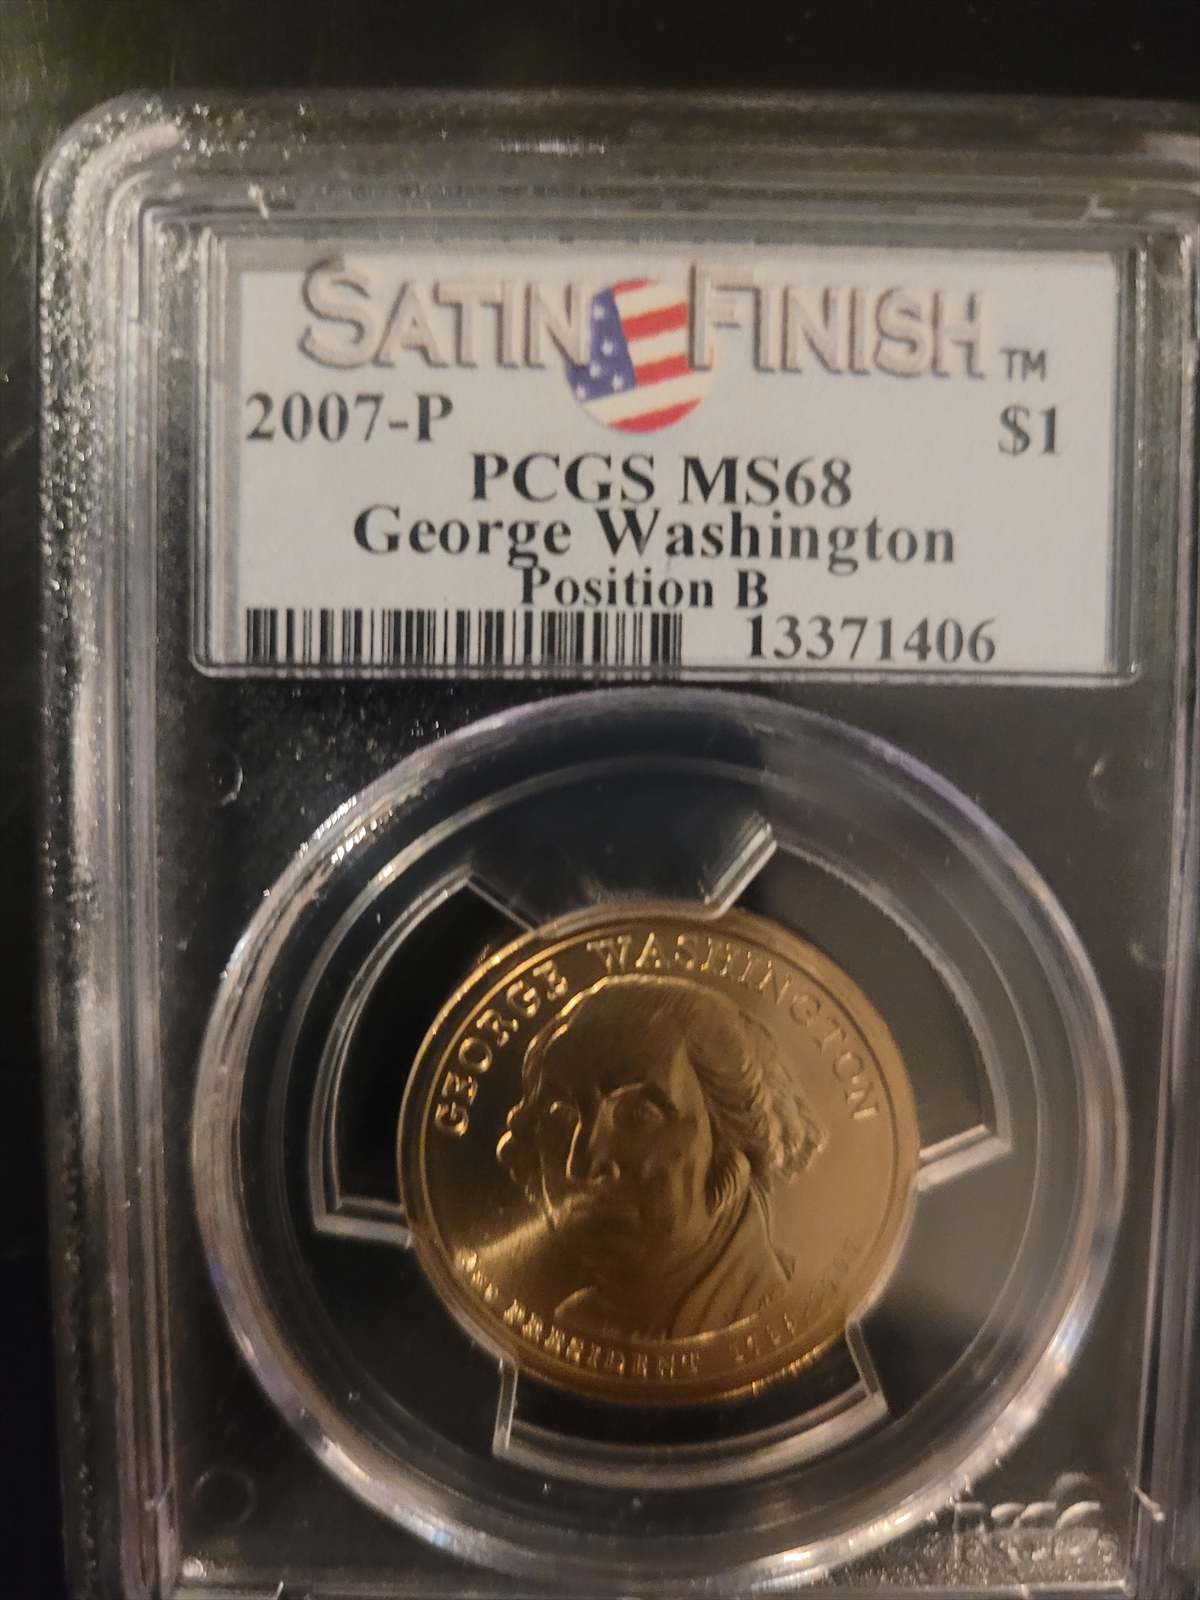 SATIN FINISH TM
2007-P $1
PCGS MS68
George Washington
Position B
13371406
GEORGE WASHINGTON
PRESIDENT